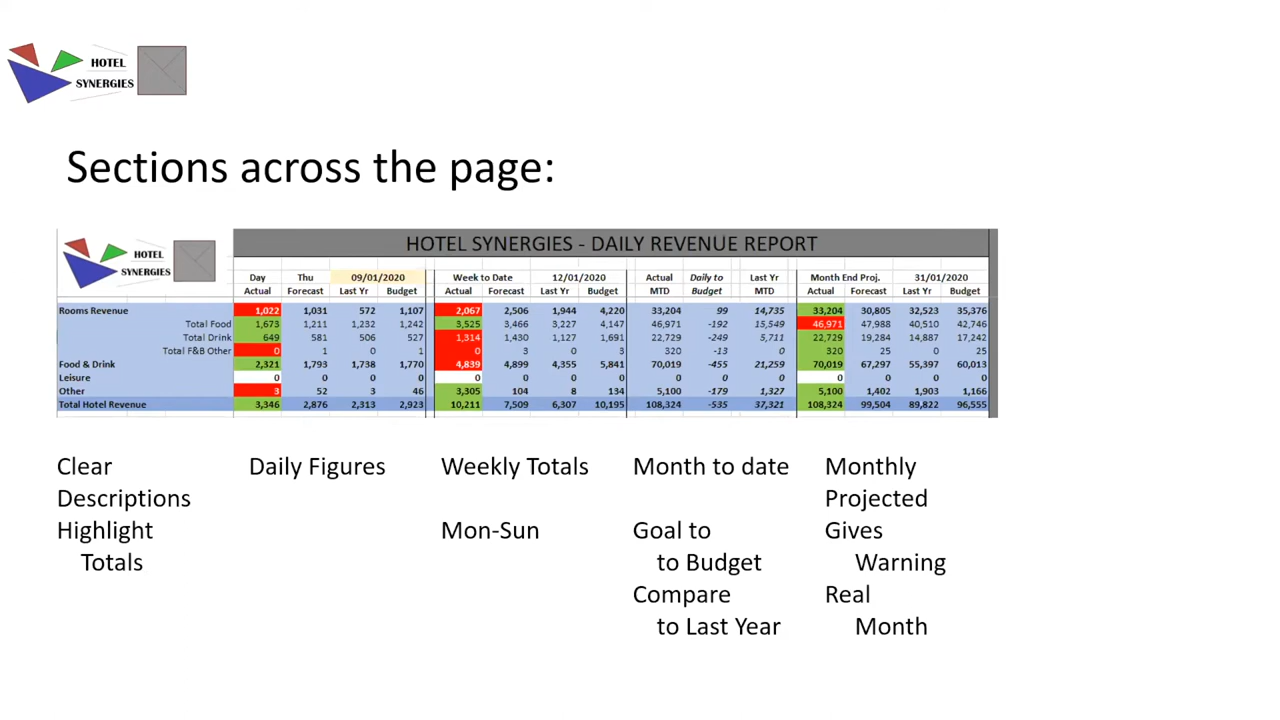 HOTEL
SYNERGIES
Sections across the page:
HOTEL
SYNERGIES
HOTEL SYNERGIES - DAILY REVENUE REPORT
Day Thu 09/01/2020 Week to Date 12/01/2020 Actual Daily to Last Yr Month End Proj. 31/01/2020
Actual Forecast Last Yr Budget Actual Forecast Last Yr Budget MTD Budget MTD Actual Forecast Last Yr Budget
Rooms Revenue 1,022 1,031 572 1,107 2,067 2,506 1,944 4,220 33,204 99 14,735 33,204 30,805 32,523 35,376
Total Food 1,673 1,211 1,232 1,242 3,525 3,466 3,227 4,147 46,971 -192 15,549 46,971 47,988 40,510 42,746
Total Drink 649 581 506 527 1,314 1,430 1,127 1,691 22,729 -249 5,711 22,729 19,284 14,887 17,242
Total F&B Other 0 1 0 1 0 3 0 3 320 -13 0 320 25 0 25
Food & Drink 2,321 1,793 1,738 1,770 4,839 4,899 4,355 5,841 70,019 -455 21,259 70,019 67,297 55,397 60,013
Leisure 0 0 0 0 0 0 0 0 0 0 0 0 0 0 0
Other 3 52 3 46 3,305 104 8 134 5,100 -179 1,327 5,100 1,402 1,903 1,166
Total Hotel Revenue 3,346 2,876 2,313 2,923 10,211 7,509 6,307 10,195 108,324 -535 37,321 108,324 99,504 89,822 96,555
Clear
Descriptions
Highlight
Totals
Daily Figures
Weekly Totals
Mon-Sun
Month to date
Goal to
to Budget
Compare
to Last Year
Monthly
Projected
Gives
Warning
Real
Month